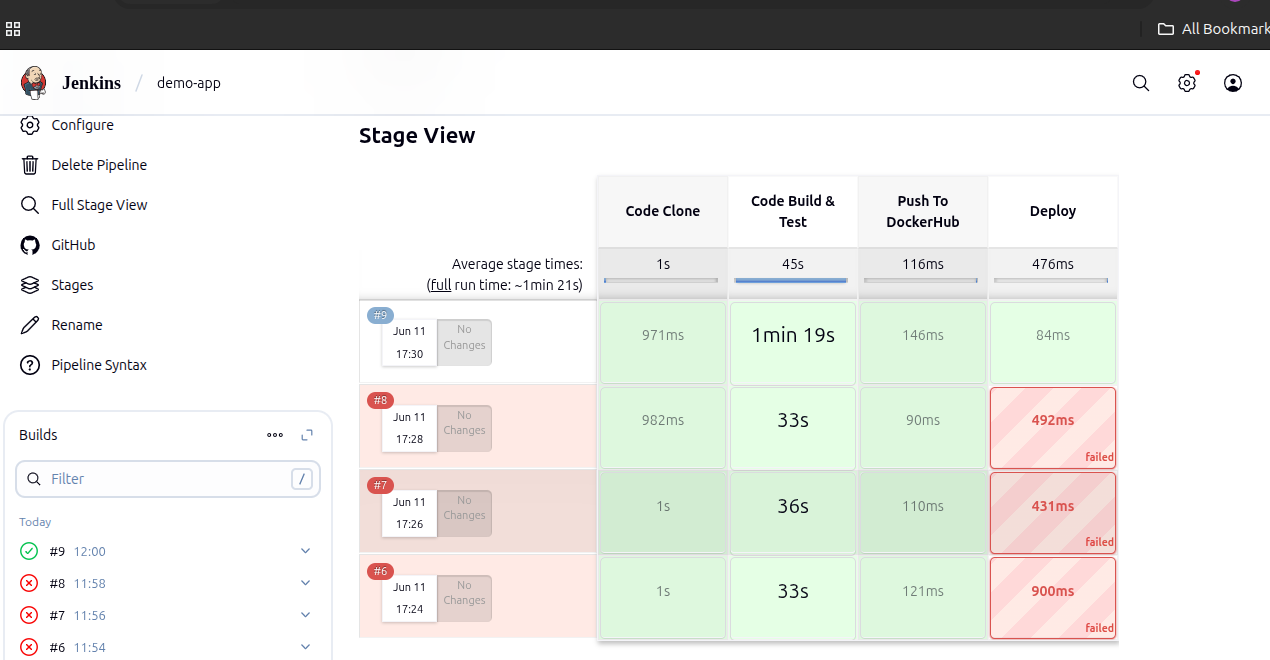 All Bookmark
Jenkins / demo-app
Configure
Delete Pipeline
Full Stage View
GitHub
Stages
Rename
Pipeline Syntax
Builds
Filter /
Today
#9 12:00
#8 11:58
#7 11:56
#6 11:54
Stage View
Code Clone
Code Build &
Test
Push To
DockerHub
Deploy
Average stage times:
(full run time: ~1min 21s)
1s 45s 116ms 476ms
#9
Jun 11
17:30
No
Changes
971ms 1min 19s 146ms 84ms
#8
Jun 11
17:28
No
Changes
982ms 33s 90ms 492ms
failed
#7
Jun 11
17:26
No
Changes
1s 36s 110ms 431ms
failed
#6
Jun 11
17:24
No
Changes
1s 33s 121ms 900ms
failed